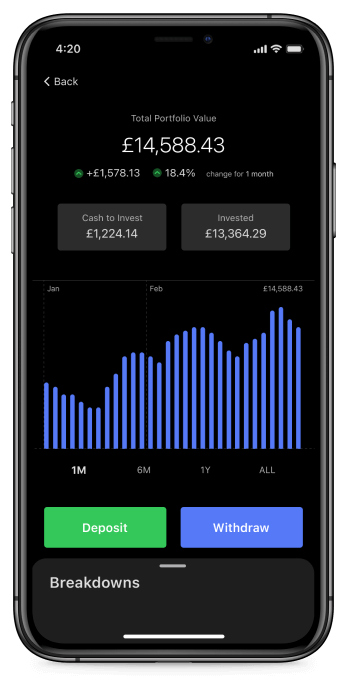 4:20
Back
Total Portfolio Value
£14,588.43
+£1,578.13 18.4% change for 1 month
Cash to Invest Invested
£1,224.14 £13,364.29
Jan Feb £14,588.43
1M 6M 1Y ALL
Deposit Withdraw
Breakdowns